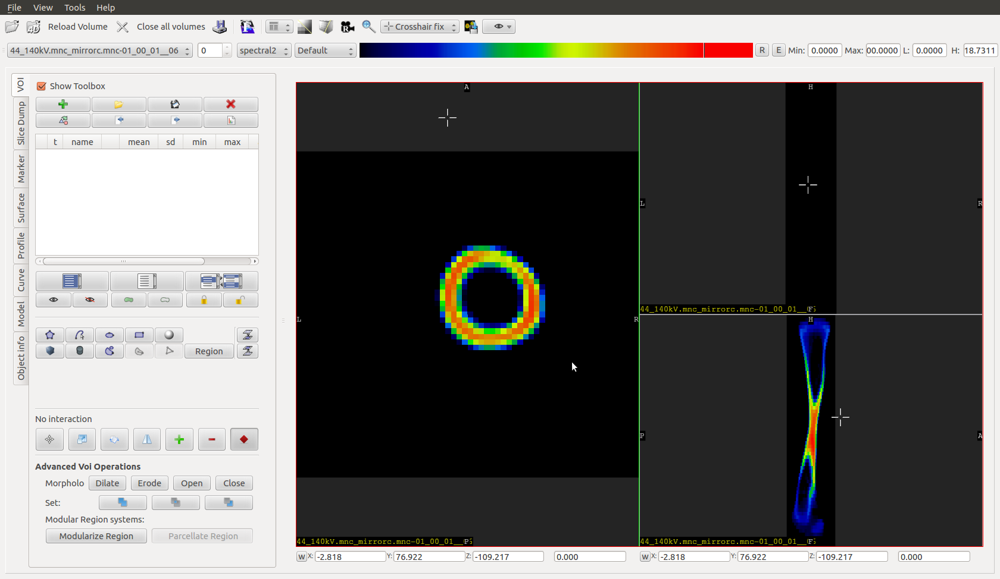 File View Tools Help
4D Reload Volume Close all volumes Crosshair fix
44_140kV.mnc_mirrorc.mnc-01_00_01__06 0 spectral2 Default R E Min: 0.0000 Max: 00.0000 L: 0.0000 H: 18.7311
VOI
Slice Dump
Marker
Surface
Profile
Curve
Model
Object info
Show Toolbox
t name mean sd min max
Region
No interaction
Advanced Voi Operations
Morpholo Dilate Erode Open Close
Set:
Modular Region systems:
Modularize Region Parcellate Region
A
L
R
44_140kV.mnc_mirrorc.mnc-01_00_01__
W X: -2.818 Y: 76.922 Z: -109.217 0.000
H
L
R
44_140kV.mnc_mirrorc.mnc-01_00_01__
H
P
A
44_140kV.mnc_mirrorc.mnc-01_00_01__
W X: -2.818 Y: 76.922 Z: -109.217 0.000